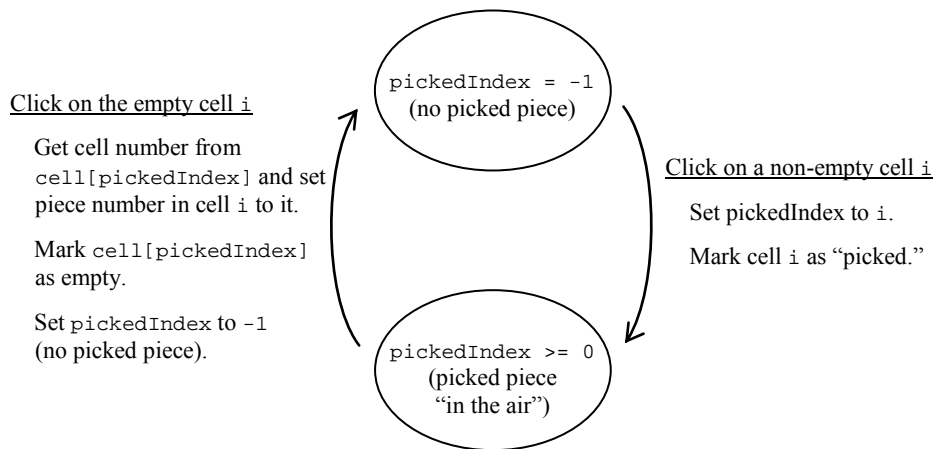 pickedIndex = -1
(no picked piece)
Click on the empty cell i
Get cell number from
cell[pickedIndex] and set
piece number in cell i to it.
Mark cell[pickedIndex]
as empty.
Set pickedIndex to -1
(no picked piece).
Click on a non-empty cell i
Set pickedIndex to i.
Mark cell i as “picked.”
pickedIndex >= 0
(picked piece
“in the air”)